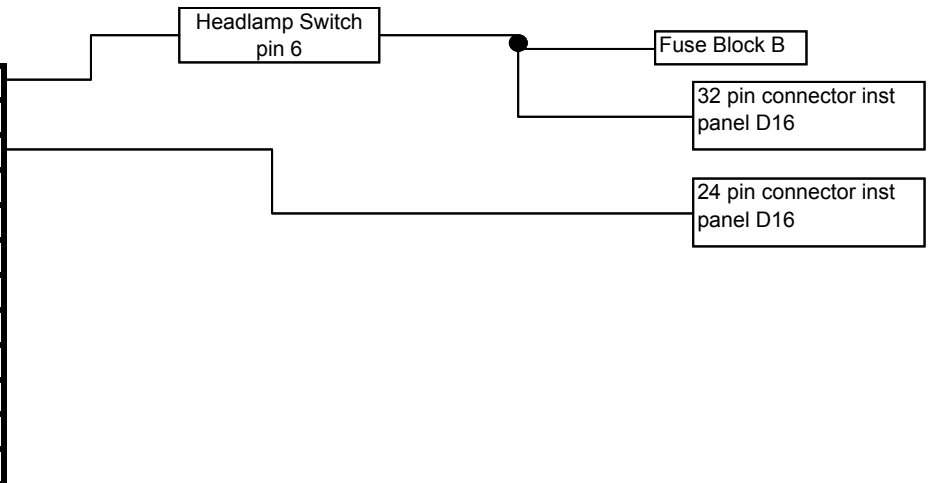 Headlamp Switch
pin 6
Fuse Block B
32 pin connector inst
panel D16
24 pin connector inst
panel D16